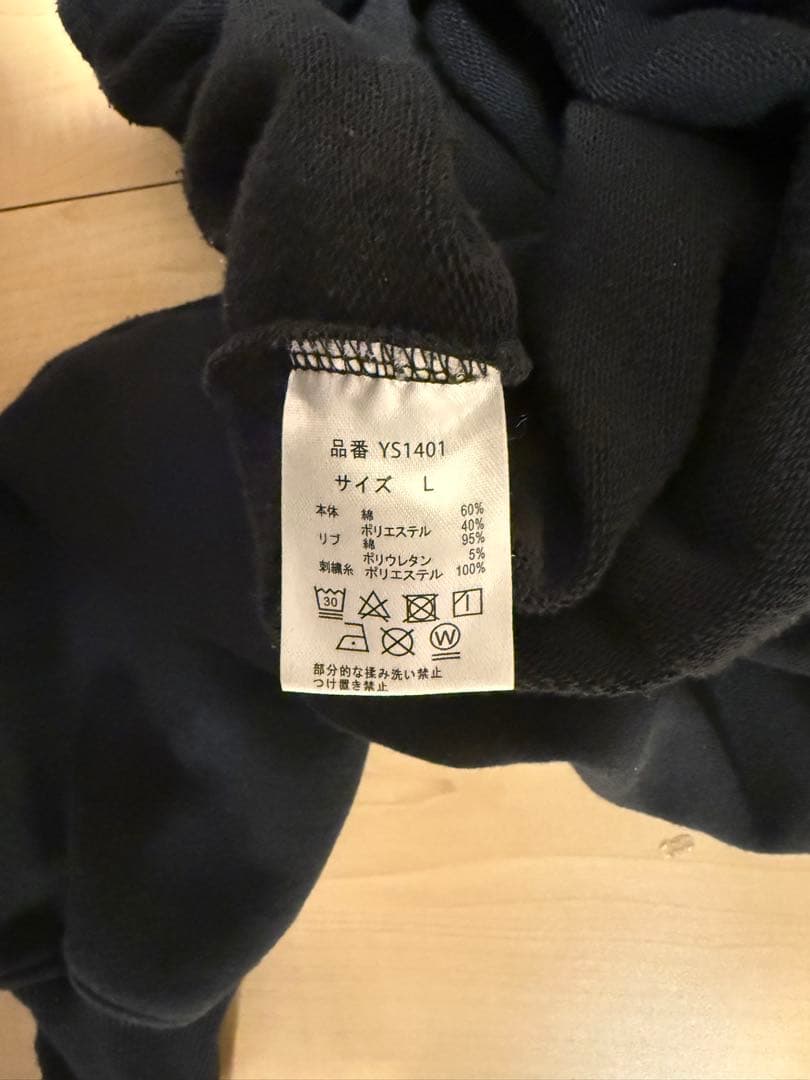 品番 YS1401
サイズ L
本体 綿 60%
ポリエステル 40%
リブ 綿 95%
ポリウレタン 5%
刺繍糸 ポリエステル 100%
30
W
部分的な揉み洗い禁止
つけ置き禁止